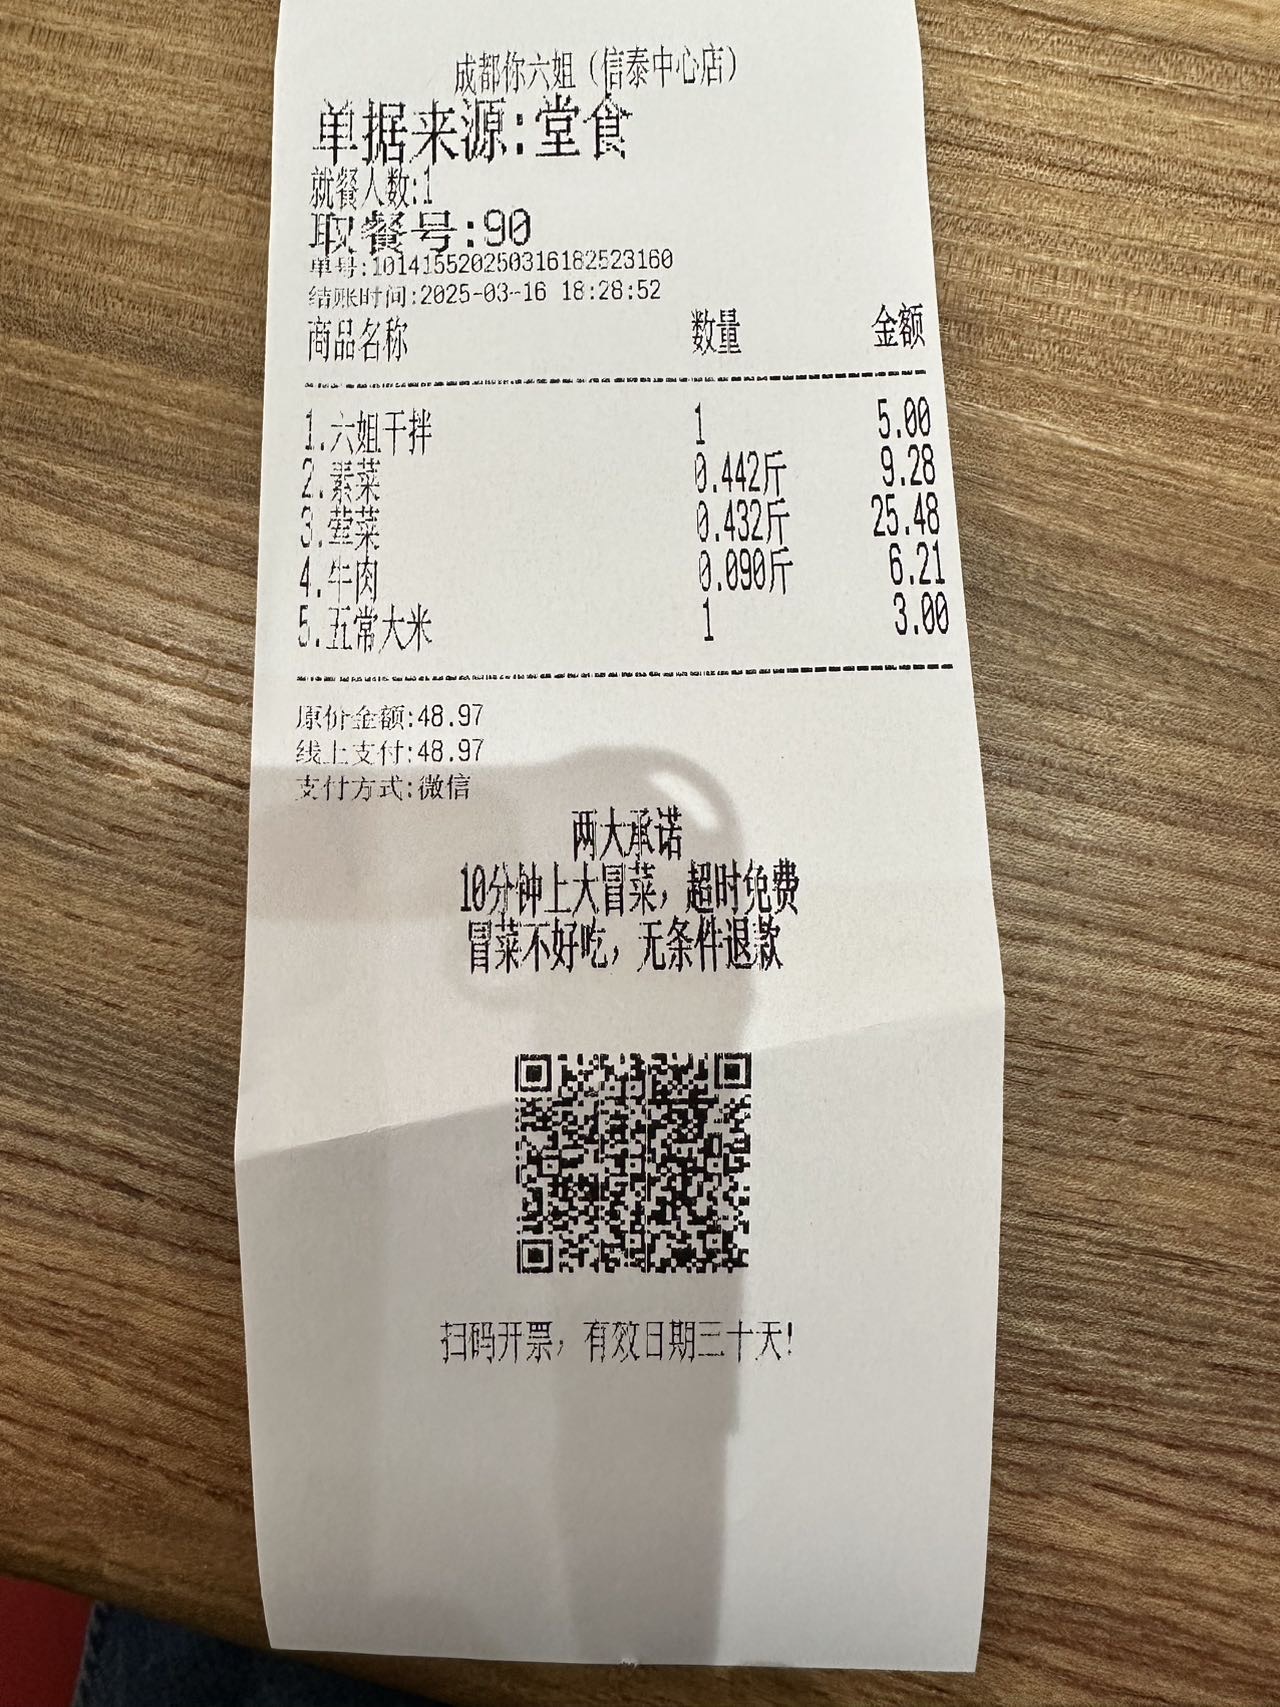 成都你六姐（信泰中心店）
单据来源:堂食
就餐人数:1
取餐号:90
单号:101415520250316182523160
结账时间:2025-03-16 18:28:52
商品名称 数量 金额
1.六姐干拌 1 5.00
2.素菜 0.442斤 9.28
3.荤菜 0.432斤 25.48
4.牛肉 0.090斤 6.21
5.五常大米 1 3.00
原价金额:48.97
线上支付:48.97
支付方式:微信
两大承诺
10分钟上大冒菜，超时免费
冒菜不好吃，无条件退款
扫码开票，有效日期三十天!